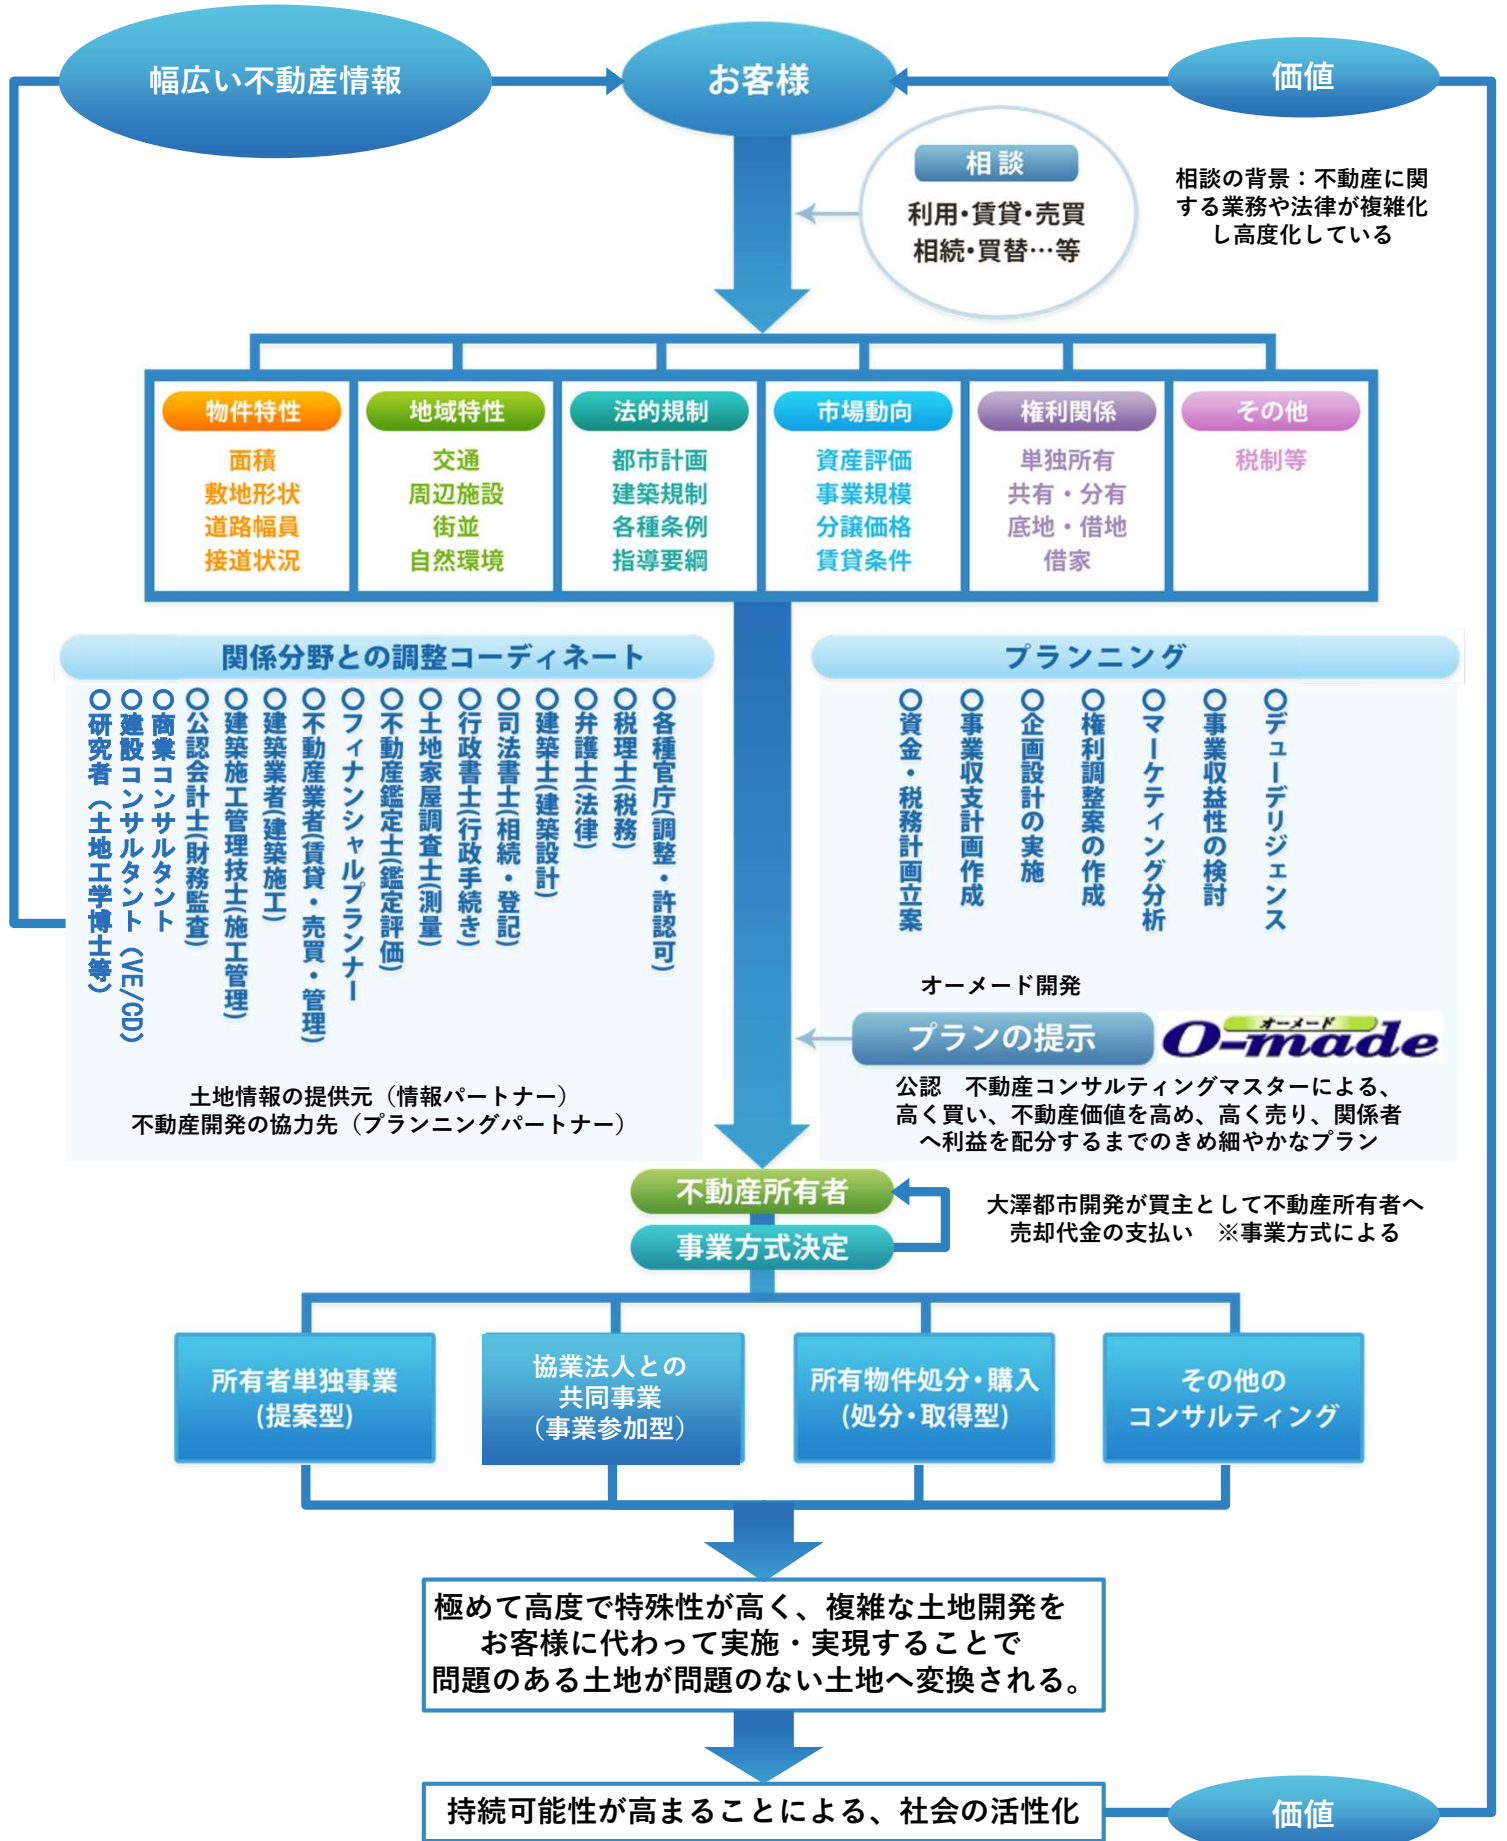 幅広い不動産情報
お客様
価値
相談
利用・賃貸・売買
相続・買替…等
相談の背景：不動産に関
する業務や法律が複雑化
し高度化している
物件特性
面積
敷地形状
道路幅員
接道状況
地域特性
交通
周辺施設
街並
自然環境
法的規制
都市計画
建築規制
各種条例
指導要綱
市場動向
資産評価
事業規模
分譲価格
賃貸条件
権利関係
単独所有
共有・分有
底地・借地
借家
その他
税制等
関係分野との調整コーディネート
〇各種官庁(調整・許認可)
〇税理士(税務)
〇弁護士(法律)
〇建築士(建築設計)
〇司法書士(相続・登記)
〇行政書士(行政手続き)
〇土地家屋調査士(測量)
〇不動産鑑定士(鑑定評価)
〇フィナンシャルプランナー
〇不動産業者(賃貸・売買・管理)
〇建築業者(建築施工)
〇建築施工管理技士(施工管理)
〇公認会計士(財務監査)
〇商業コンサルタント
〇建設コンサルタント（VE/CD）
〇研究者（土地工学博士等）
土地情報の提供元（情報パートナー）
不動産開発の協力先（プランニングパートナー）
プランニング
〇デューデリジェンス
〇事業収益性の検討
〇マーケティング分析
〇権利調整案の作成
〇企画設計の実施
〇事業収支計画作成
〇資金・税務計画立案
オーメード開発
プランの提示
オーメード
O-made
公認　不動産コンサルティングマスターによる、
高く買い、不動産価値を高め、高く売り、関係者
へ利益を配分するまでのきめ細やかなプラン
不動産所有者
事業方式決定
大澤都市開発が買主として不動産所有者へ
売却代金の支払い　※事業方式による
所有者単独事業
(提案型)
協業法人との
共同事業
（事業参加型）
所有物件処分・購入
(処分・取得型)
その他の
コンサルティング
極めて高度で特殊性が高く、複雑な土地開発を
お客様に代わって実施・実現することで
問題のある土地が問題のない土地へ変換される。
持続可能性が高まることによる、社会の活性化
価値